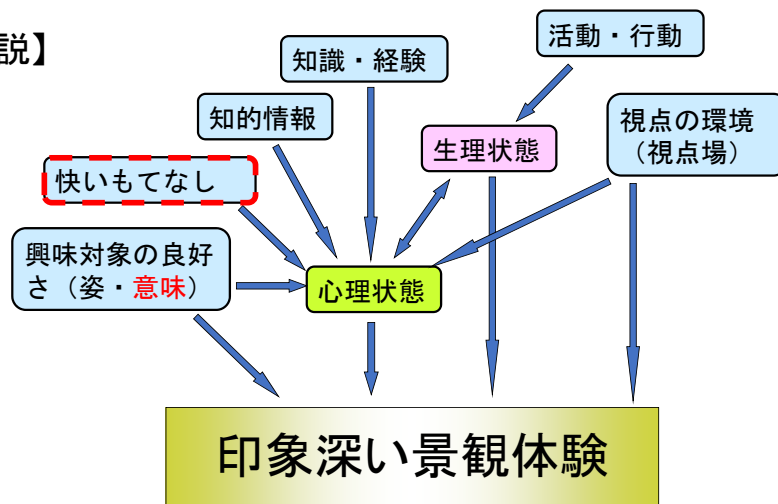 説】
活動・行動
知識・経験
知的情報
生理状態
視点の環境
（視点場）
快いもてなし
興味対象の良好
さ（姿・意味）
心理状態
印象深い景観体験